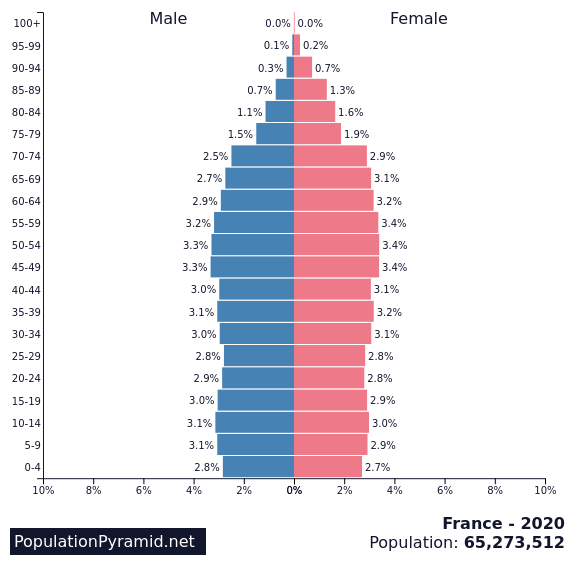 Male Female
100+ 0.0% 0.0%
95-99 0.1% 0.2%
90-94 0.3% 0.7%
85-89 0.7% 1.3%
80-84 1.1% 1.6%
75-79 1.5% 1.9%
70-74 2.5% 2.9%
65-69 2.7% 3.1%
60-64 2.9% 3.2%
55-59 3.2% 3.4%
50-54 3.3% 3.4%
45-49 3.3% 3.4%
40-44 3.0% 3.1%
35-39 3.1% 3.2%
30-34 3.0% 3.1%
25-29 2.8% 2.8%
20-24 2.9% 2.8%
15-19 3.0% 2.9%
10-14 3.1% 3.0%
5-9 3.1% 2.9%
0-4 2.8% 2.7%
10% 8% 6% 4% 2% 0% 2% 4% 6% 8% 10%
France - 2020
PopulationPyramid.net Population: 65,273,512